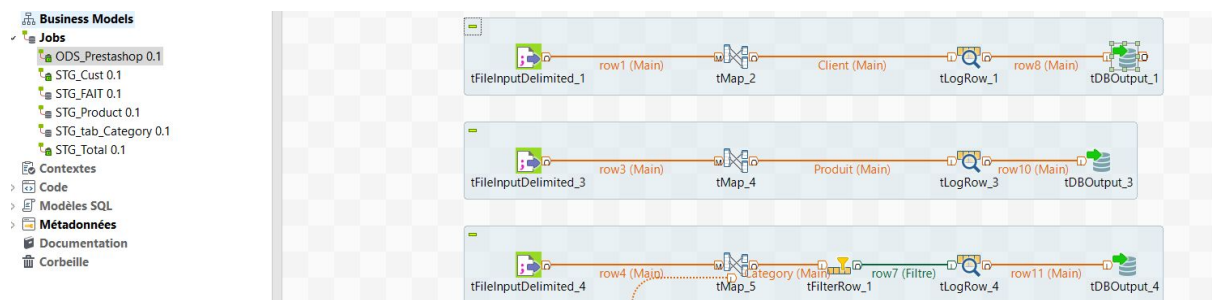 Business Models
Jobs
ODS_Prestashop 0.1
STG_Cust 0.1
STG_FAIT 0.1
STG_Product 0.1
STG_tab_Category 0.1
STG_Total 0.1
Contextes
Code
Modèles SQL
Métadonnées
Documentation
Corbeille
row1 (Main) Client (Main) row8 (Main)
tFileInputDelimited_1 tMap_2 tLogRow_1 tDBOutput_1
row3 (Main) Produit (Main) row10 (Main)
tFileInputDelimited_3 tMap_4 tLogRow_3 tDBOutput_3
row4 (Main) Category (Main) row7 (Filtre) row11 (Main)
tFileInputDelimited_4 tMap_5 tFilterRow_1 tLogRow_4 tDBOutput_4